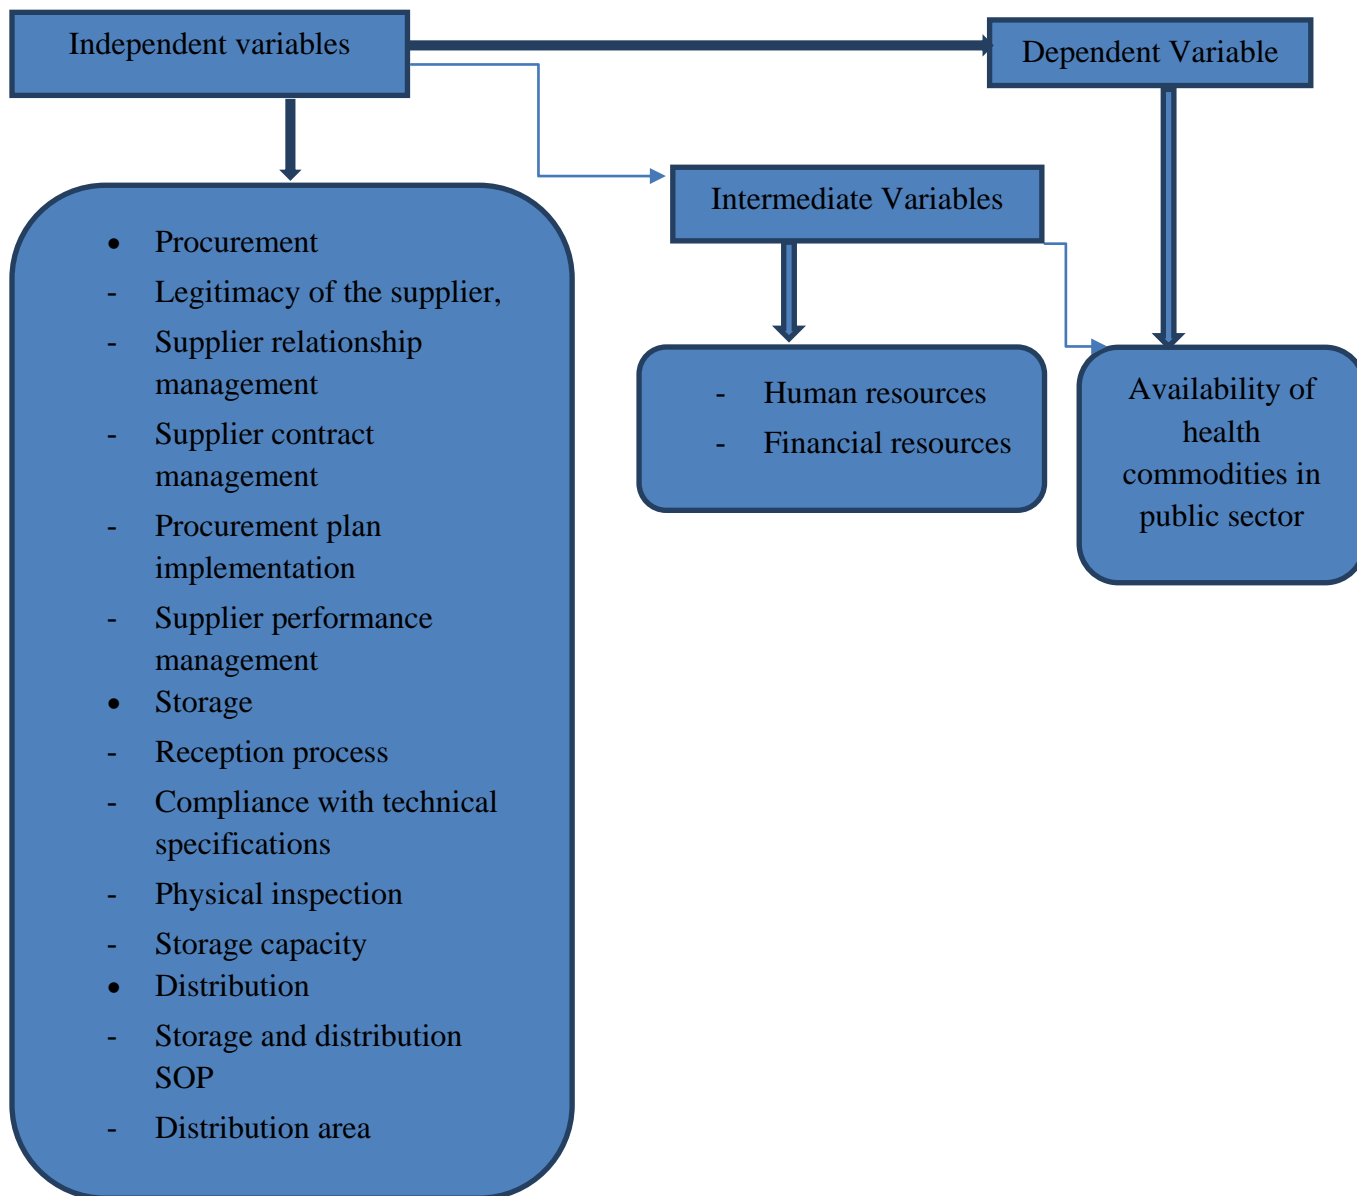 Independent variables
Dependent Variable
Intermediate Variables
• Procurement
- Legitimacy of the supplier,
- Supplier relationship
management
- Supplier contract
management
- Procurement plan
implementation
- Supplier performance
management
• Storage
- Reception process
- Compliance with technical
specifications
- Physical inspection
- Storage capacity
• Distribution
- Storage and distribution
SOP
- Distribution area
- Human resources
- Financial resources
Availability of
health
commodities in
public sector